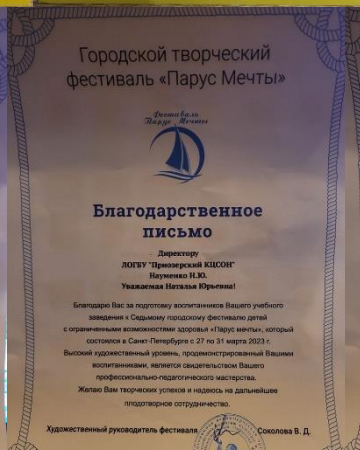 Городской творческий
фестиваль «Парус Мечты»
Фестиваль
Парус Мечты
Благодарственное
письмо
Директору
ЛОГБУ "Приозерский КЦСОН"
Науменко Н.Ю.
Уважаемая Наталья Юрьевна!
Благодарю Вас за подготовку воспитанников Вашего учебного
заведения к Седьмому городскому фестивалю детей
с ограниченными возможностями здоровья «Парус мечты», который
состоялся в Санкт-Петербурге с 27 по 31 марта 2023 г.
Высокий художественный уровень, продемонстрированный Вашими
воспитанниками, является свидетельством Вашего
профессионально-педагогического мастерства.
Желаю Вам творческих успехов и надеюсь на дальнейшее
плодотворное сотрудничество.
Художественный руководитель фестиваля Соколова В. Д.